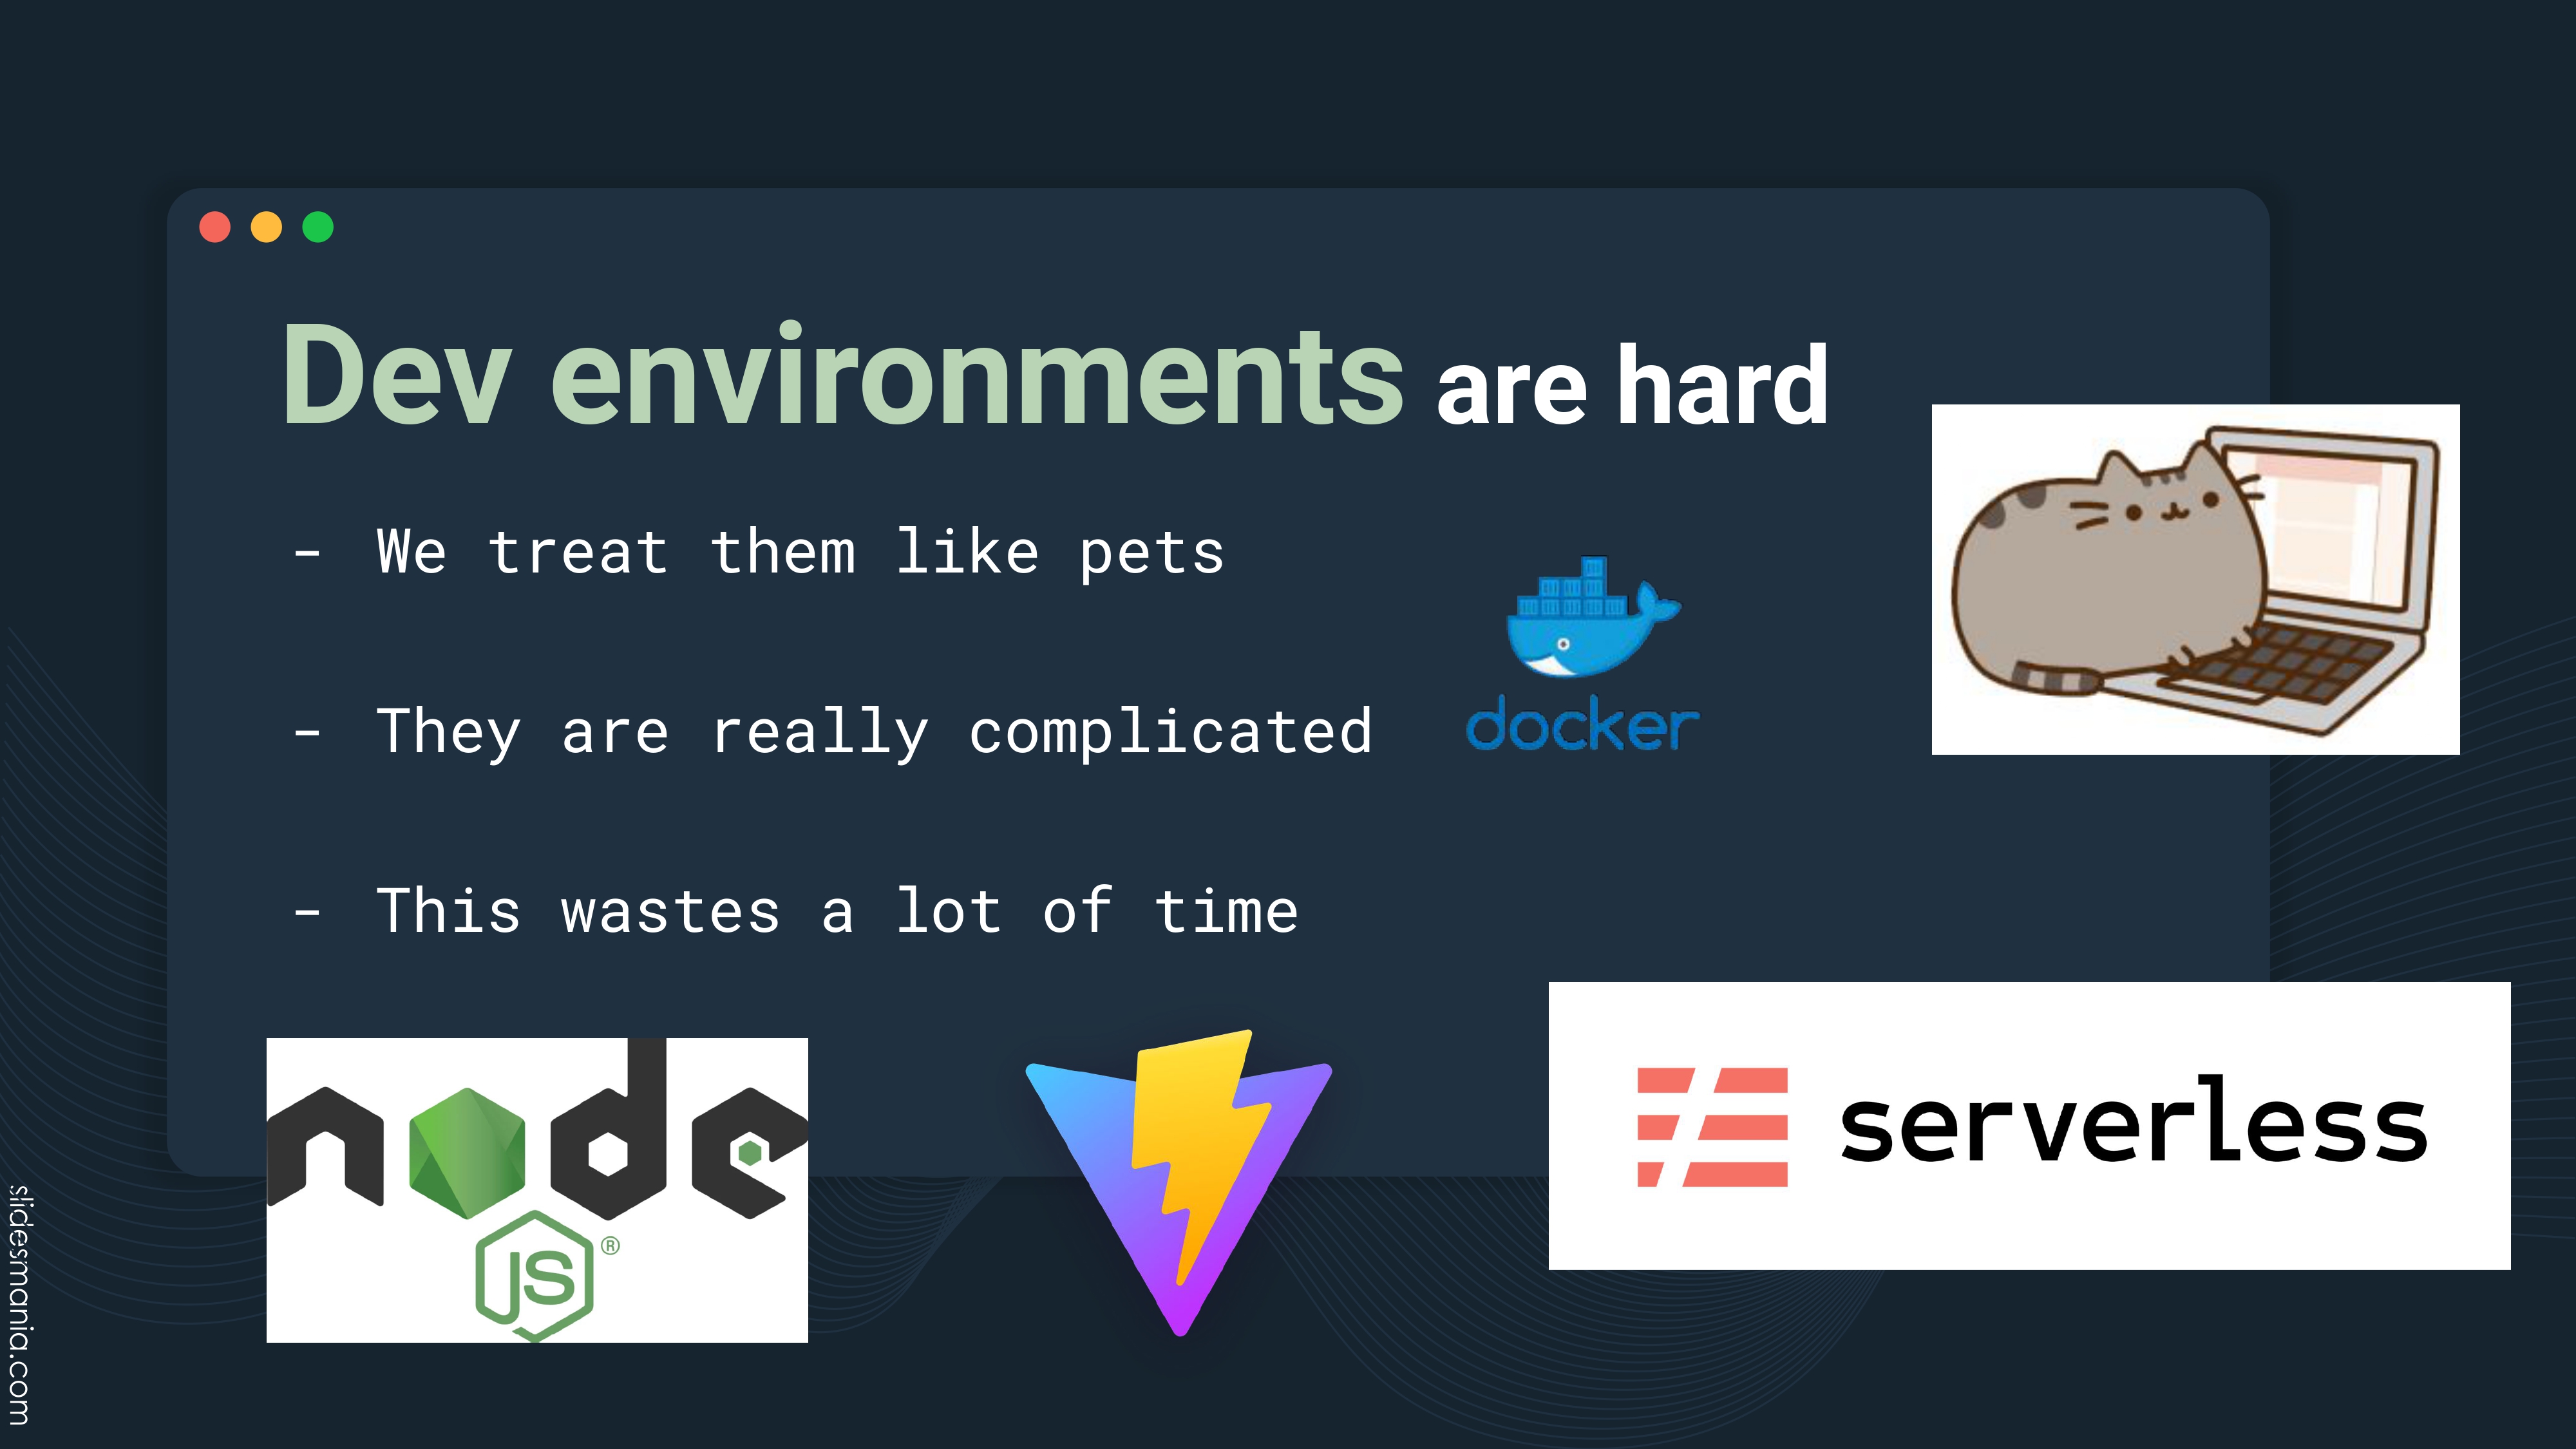 Dev environments are hard
- We treat them like pets
- They are really complicated
- This wastes a lot of time
docker
node
JS®
serverless
slidesmania.com